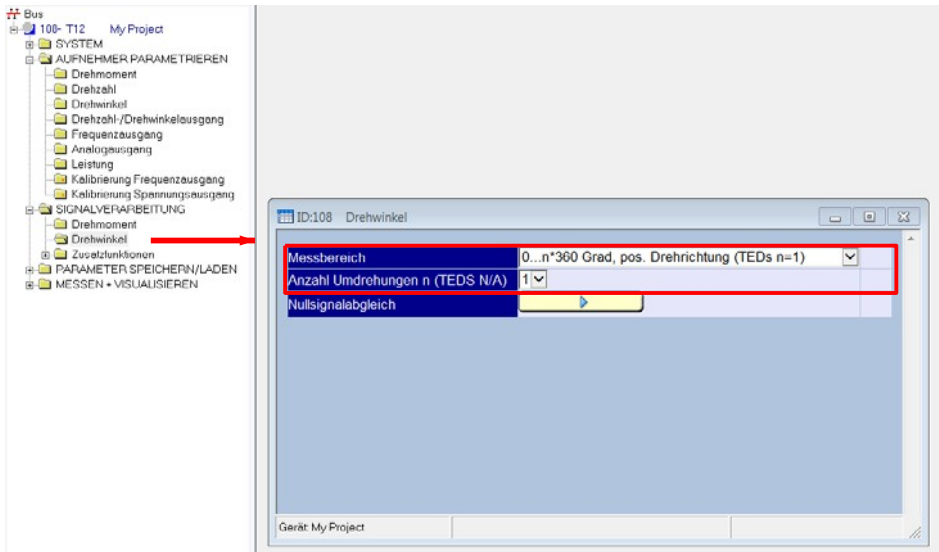 Bus
108- T12 My Project
SYSTEM
AUFNEHMER PARAMETRIEREN
Drehmoment
Drehzahl
Drehwinkel
Drehzahl-/Drehwinkelausgang
Frequenzausgang
Analogausgang
Leistung
Kalibrierung Frequenzausgang
Kalibrierung Spannungsausgang
SIGNALVERARBEITUNG
Drehmoment
Drehwinkel
Zusatzfunktionen
PARAMETER SPEICHERN/LADEN
MESSEN + VISUALISIEREN
ID:108 Drehwinkel
Messbereich 0...n*360 Grad, pos. Drehrichtung (TEDs n=1)
Anzahl Umdrehungen n (TEDS N/A) 1
Nullsignalabgleich
Gerät: My Project